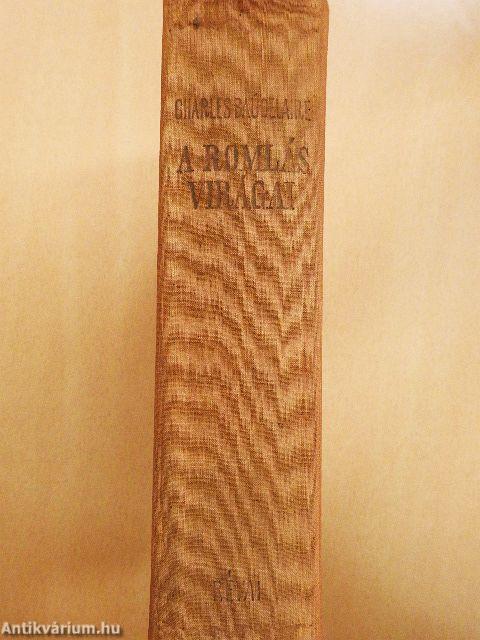 CHARLES BAUDELAIRE
A ROMLÁS
VIRÁGAI
RÉVAI
Antikvárium.hu